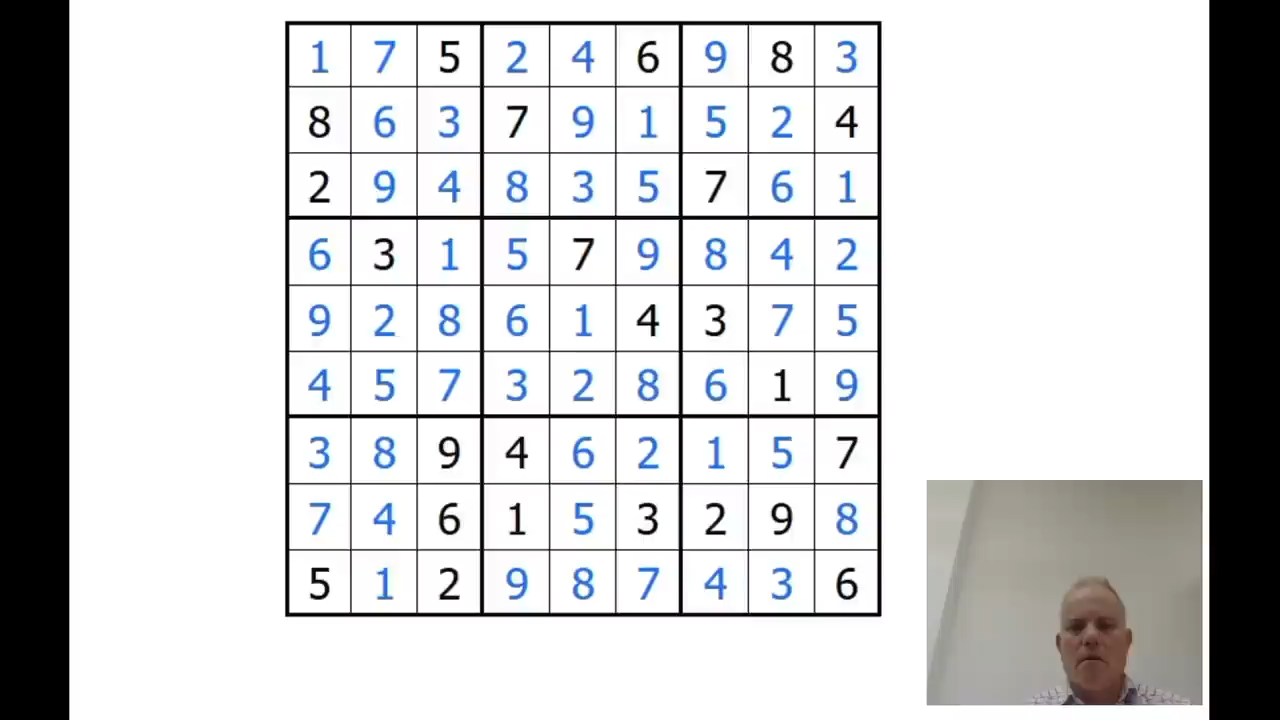 1 7 5 2 4 6 9 8 3
8 6 3 7 9 1 5 2 4
2 9 4 8 3 5 7 6 1
6 3 1 5 7 9 8 4 2
9 2 8 6 1 4 3 7 5
4 5 7 3 2 8 6 1 9
3 8 9 4 6 2 1 5 7
7 4 6 1 5 3 2 9 8
5 1 2 9 8 7 4 3 6